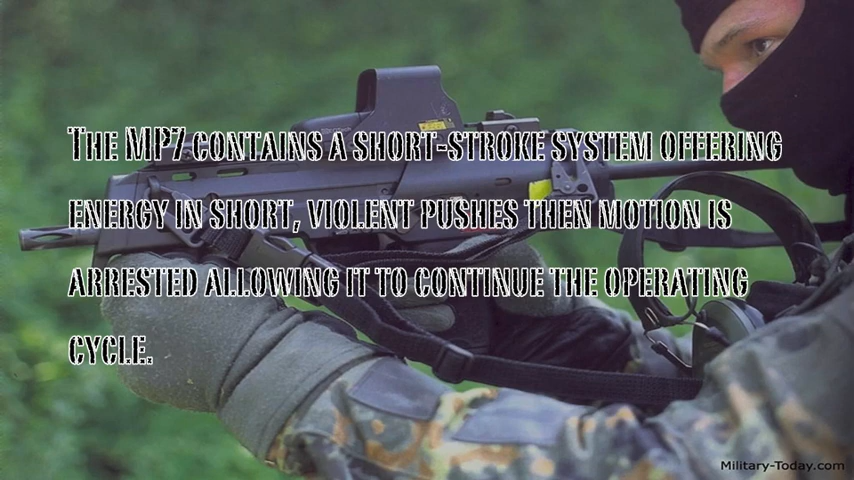 The MP7 contains a short-stroke system offering
energy in short, violent pushes then motion is
arrested allowing it to continue the operating
cycle.
Military-Today.com